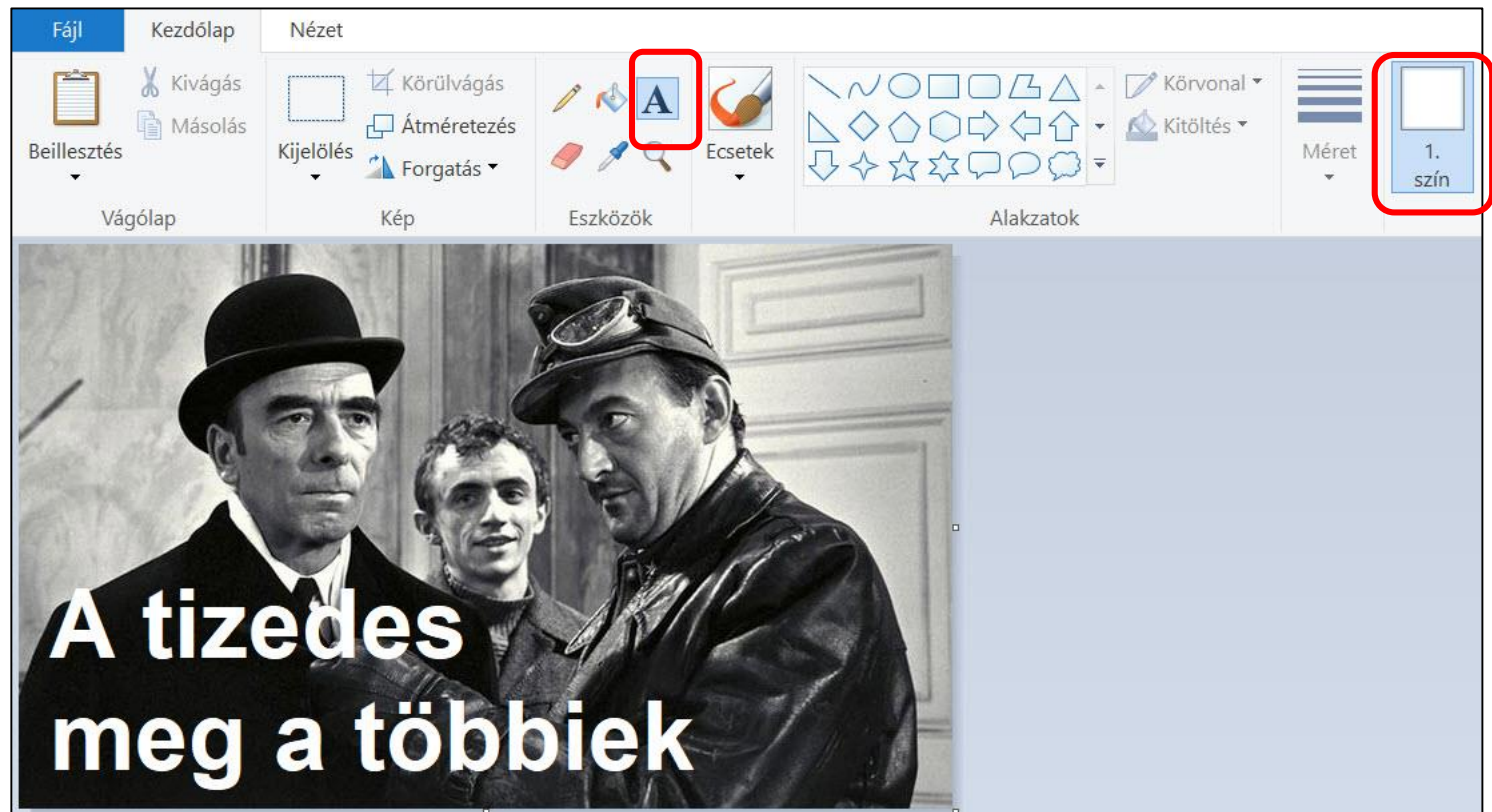 Fájl Kezdőlap Nézet
Beillesztés
Kivágás
Másolás
Vágólap
Kijelölés
Körülvágás
Átméretezés
Forgatás
Kép
A
Eszközök
Ecsetek
Körvonal
Kitöltés
Alakzatok
Méret
1.
szín
A tizedes
meg a többiek